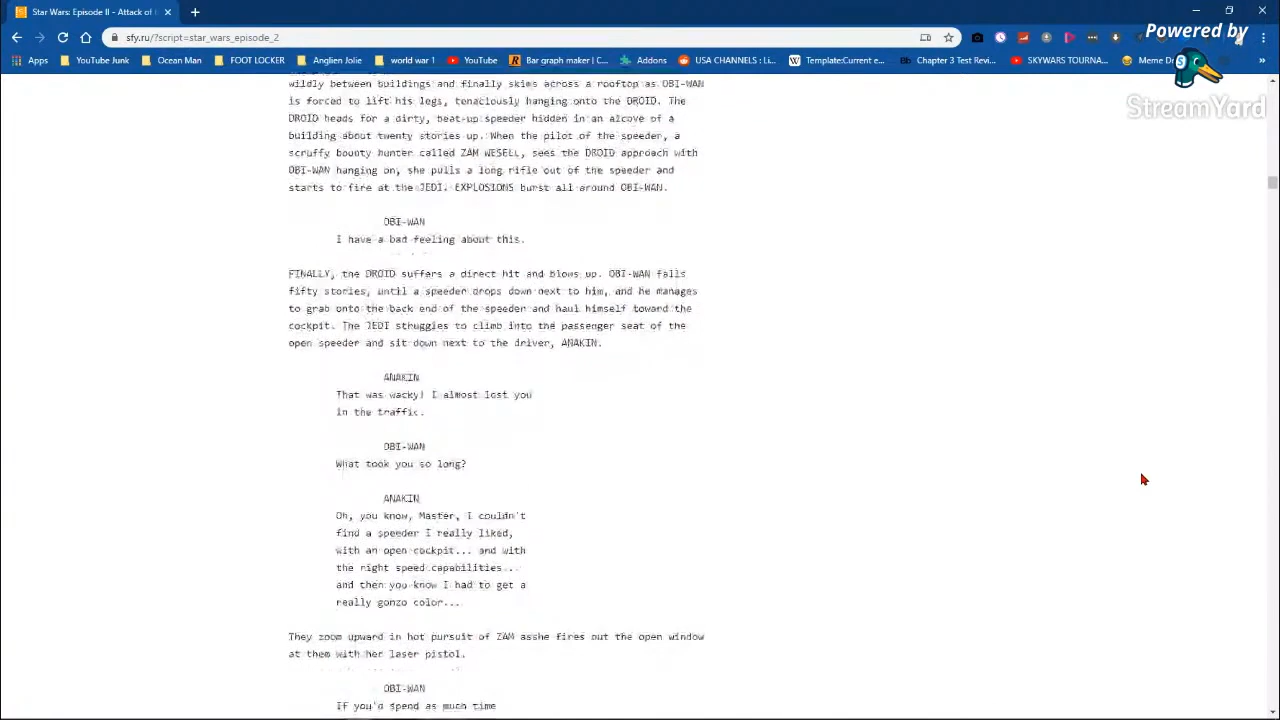 Star Wars: Episode II - Attack of
sfy.ru/?script=star_wars_episode_2
Powered by
StreamYard
Apps
YouTube Junk
Ocean Man
FOOT LOCKER
Anglien Jolie
world war 1
YouTube
Bar graph maker | C...
Addons
USA CHANNELS : Li...
Template:Current e...
Chapter 3 Test Revi...
SKYWARS TOURNA...
Meme De
wildly between buildings and finally skims across a rooftop as OBI-WAN
is forced to lift his legs, tenaciously hanging onto the DROID. The
DROID heads for a dirty, beat-up speeder hidden in an alcove of a
building about twenty stories up. When the pilot of the speeder, a
scruffy bounty hunter called ZAM WESELL, sees the DROID approach with
OBI-WAN hanging on, she pulls a long rifle out of the speeder and
starts to fire at the JEDI. EXPLOSIONS burst all around OBI-WAN.
OBI-WAN
I have a bad feeling about this.
FINALLY, the DROID suffers a direct hit and blows up. OBI-WAN falls
fifty stories, until a speeder drops down next to him, and he manages
to grab onto the back end of the speeder and haul himself toward the
cockpit. The JEDI struggles to climb into the passenger seat of the
open speeder and sit down next to the driver, ANAKIN.
ANAKIN
That was wacky! I almost lost you
in the traffic.
OBI-WAN
What took you so long?
ANAKIN
Oh, you know, Master, I couldn't
find a speeder I really liked,
with an open cockpit... and with
the right speed capabilities...
and then you know I had to get a
really gonzo color...
They zoom upward in hot pursuit of ZAM asshe fires out the open window
at them with her laser pistol.
OBI-WAN
If you'd spend as much time